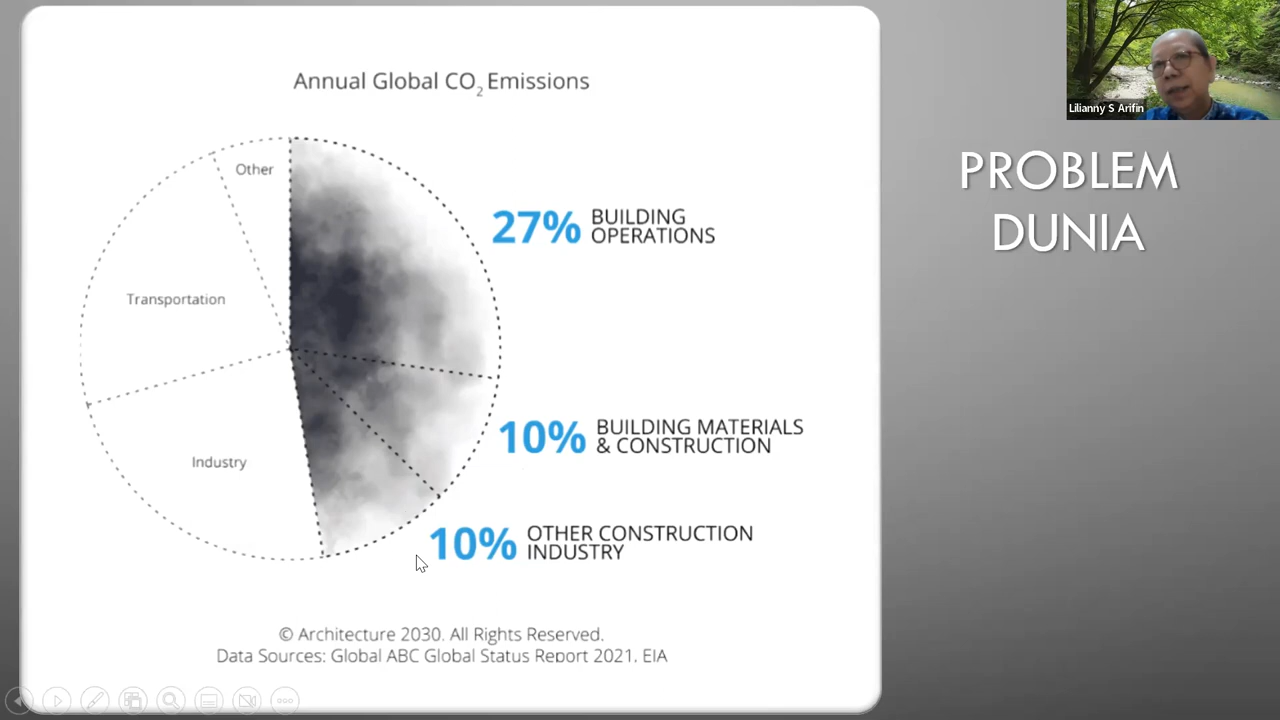 Annual Global CO2 Emissions
Lilianny S Arifin
PROBLEM
DUNIA
Other
27% BUILDING
OPERATIONS
Transportation
10% BUILDING MATERIALS
& CONSTRUCTION
Industry
10% OTHER CONSTRUCTION
INDUSTRY
© Architecture 2030. All Rights Reserved.
Data Sources: Global ABC Global Status Report 2021, EIA